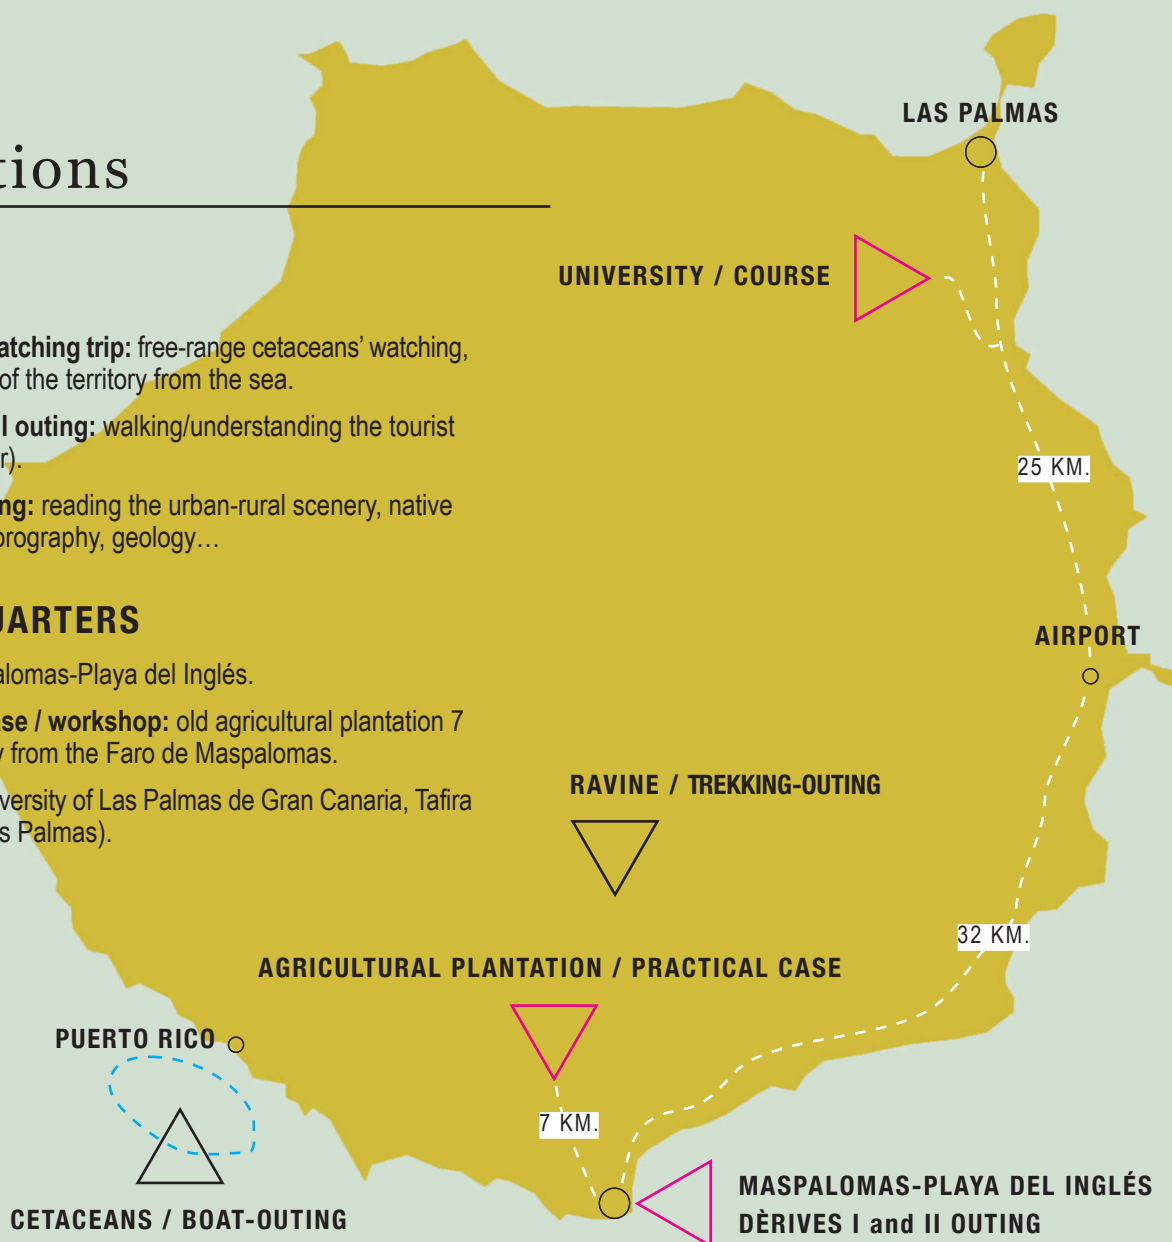 tions
atching trip: free-range cetaceans' watching,
of the territory from the sea.
l outing: walking/understanding the tourist
r).
ng: reading the urban-rural scenery, native
orography, geology…
UARTERS
alomas-Playa del Inglés.
ase / workshop: old agricultural plantation 7
y from the Faro de Maspalomas.
versity of Las Palmas de Gran Canaria, Tafira
s Palmas).
LAS PALMAS
UNIVERSITY / COURSE
25 KM.
AIRPORT
RAVINE / TREKKING-OUTING
32 KM.
AGRICULTURAL PLANTATION / PRACTICAL CASE
PUERTO RICO
7 KM.
CETACEANS / BOAT-OUTING
MASPALOMAS-PLAYA DEL INGLÉS
DÈRIVES I and II OUTING